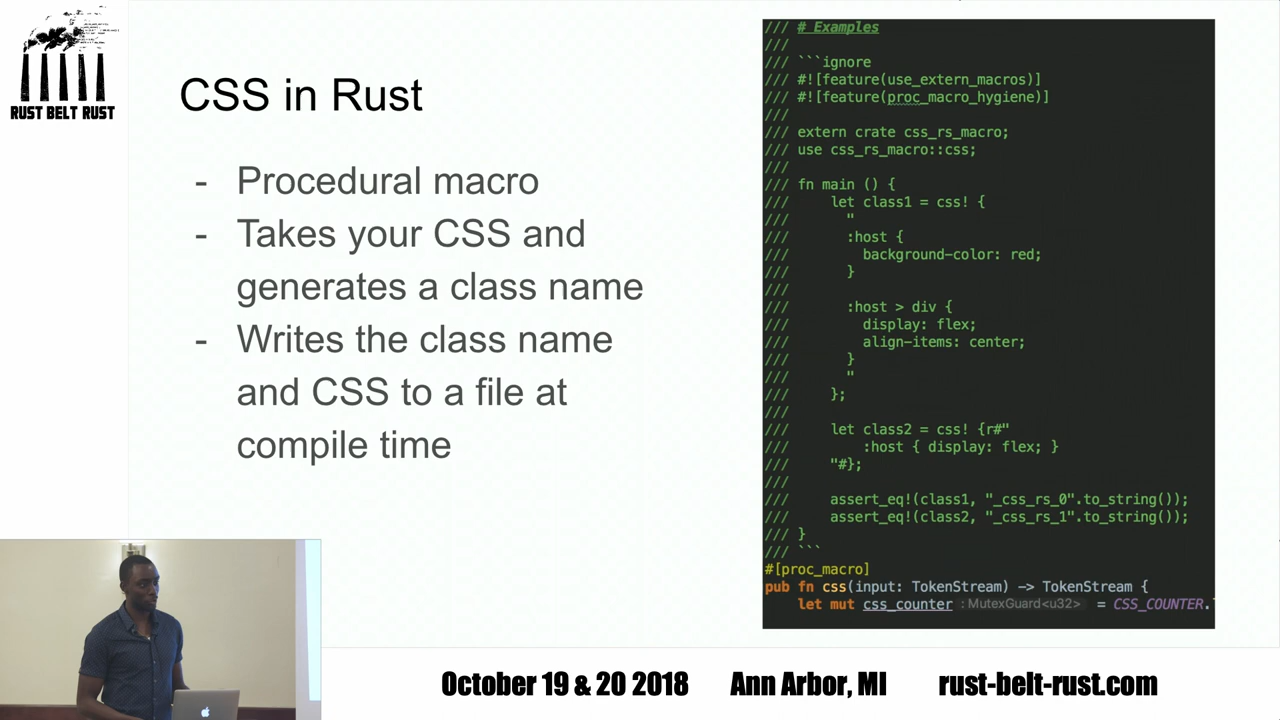 RUST BELT RUST
CSS in Rust
- Procedural macro
- Takes your CSS and
generates a class name
- Writes the class name
and CSS to a file at
compile time
/// # Examples
///
/// ```ignore
/// #![feature(use_extern_macros)]
/// #![feature(proc_macro_hygiene)]
///
/// extern crate css_rs_macro;
/// use css_rs_macro::css;
///
/// fn main () {
///     let class1 = css! {
///       "
///       :host {
///         background-color: red;
///       }
///
///       :host > div {
///         display: flex;
///         align-items: center;
///       }
///       "
///     };
///
///     let class2 = css! {r#"
///         :host { display: flex; }
///     "#};
///
///     assert_eq!(class1, "_css_rs_0".to_string());
///     assert_eq!(class2, "_css_rs_1".to_string());
/// }
/// ```
#[proc_macro]
pub fn css(input: TokenStream) -> TokenStream {
    let mut css_counter : MutexGuard<u32> = CSS_COUNTER.
October 19 & 20 2018 Ann Arbor, MI rust-belt-rust.com